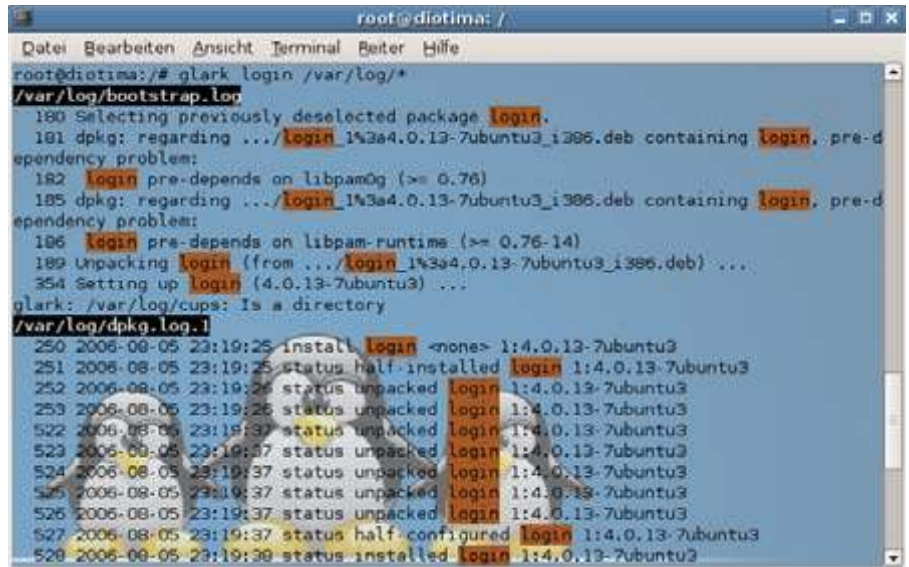 root@diotima: /
Datei Bearbeiten Ansicht Terminal Reiter Hilfe
root@diotima:/# glark login /var/log/*
/var/log/bootstrap.log
180 Selecting previously deselected package login.
181 dpkg: regarding .../login_1%3a4.0.13-7ubuntu3_i386.deb containing login, pre-d
ependency problem:
182 login pre-depends on libpam0g (>= 0.76)
185 dpkg: regarding .../login_1%3a4.0.13-7ubuntu3_i386.deb containing login, pre-d
ependency problem:
186 login pre-depends on libpam-runtime (>= 0.76-14)
189 Unpacking login (from .../login_1%3a4.0.13-7ubuntu3_i386.deb) ...
354 Setting up login (4.0.13-7ubuntu3) ...
glark: /var/log/cups: Is a directory
/var/log/dpkg.log.1
250 2006-08-05 23:19:25 install login <none> 1:4.0.13-7ubuntu3
251 2006-08-05 23:19:25 status half-installed login 1:4.0.13-7ubuntu3
252 2006-08-05 23:19:26 status unpacked login 1:4.0.13-7ubuntu3
253 2006-08-05 23:19:26 status unpacked login 1:4.0.13-7ubuntu3
522 2006-08-05 23:19:37 status unpacked login 1:4.0.13-7ubuntu3
523 2006-08-05 23:19:37 status unpacked login 1:4.0.13-7ubuntu3
524 2006-08-05 23:19:37 status unpacked login 1:4.0.13-7ubuntu3
525 2006-08-05 23:19:37 status unpacked login 1:4.0.13-7ubuntu3
526 2006-08-05 23:19:37 status unpacked login 1:4.0.13-7ubuntu3
527 2006-08-05 23:19:37 status half-configured login 1:4.0.13-7ubuntu3
528 2006-08-05 23:19:38 status installed login 1:4.0.13-7ubuntu3